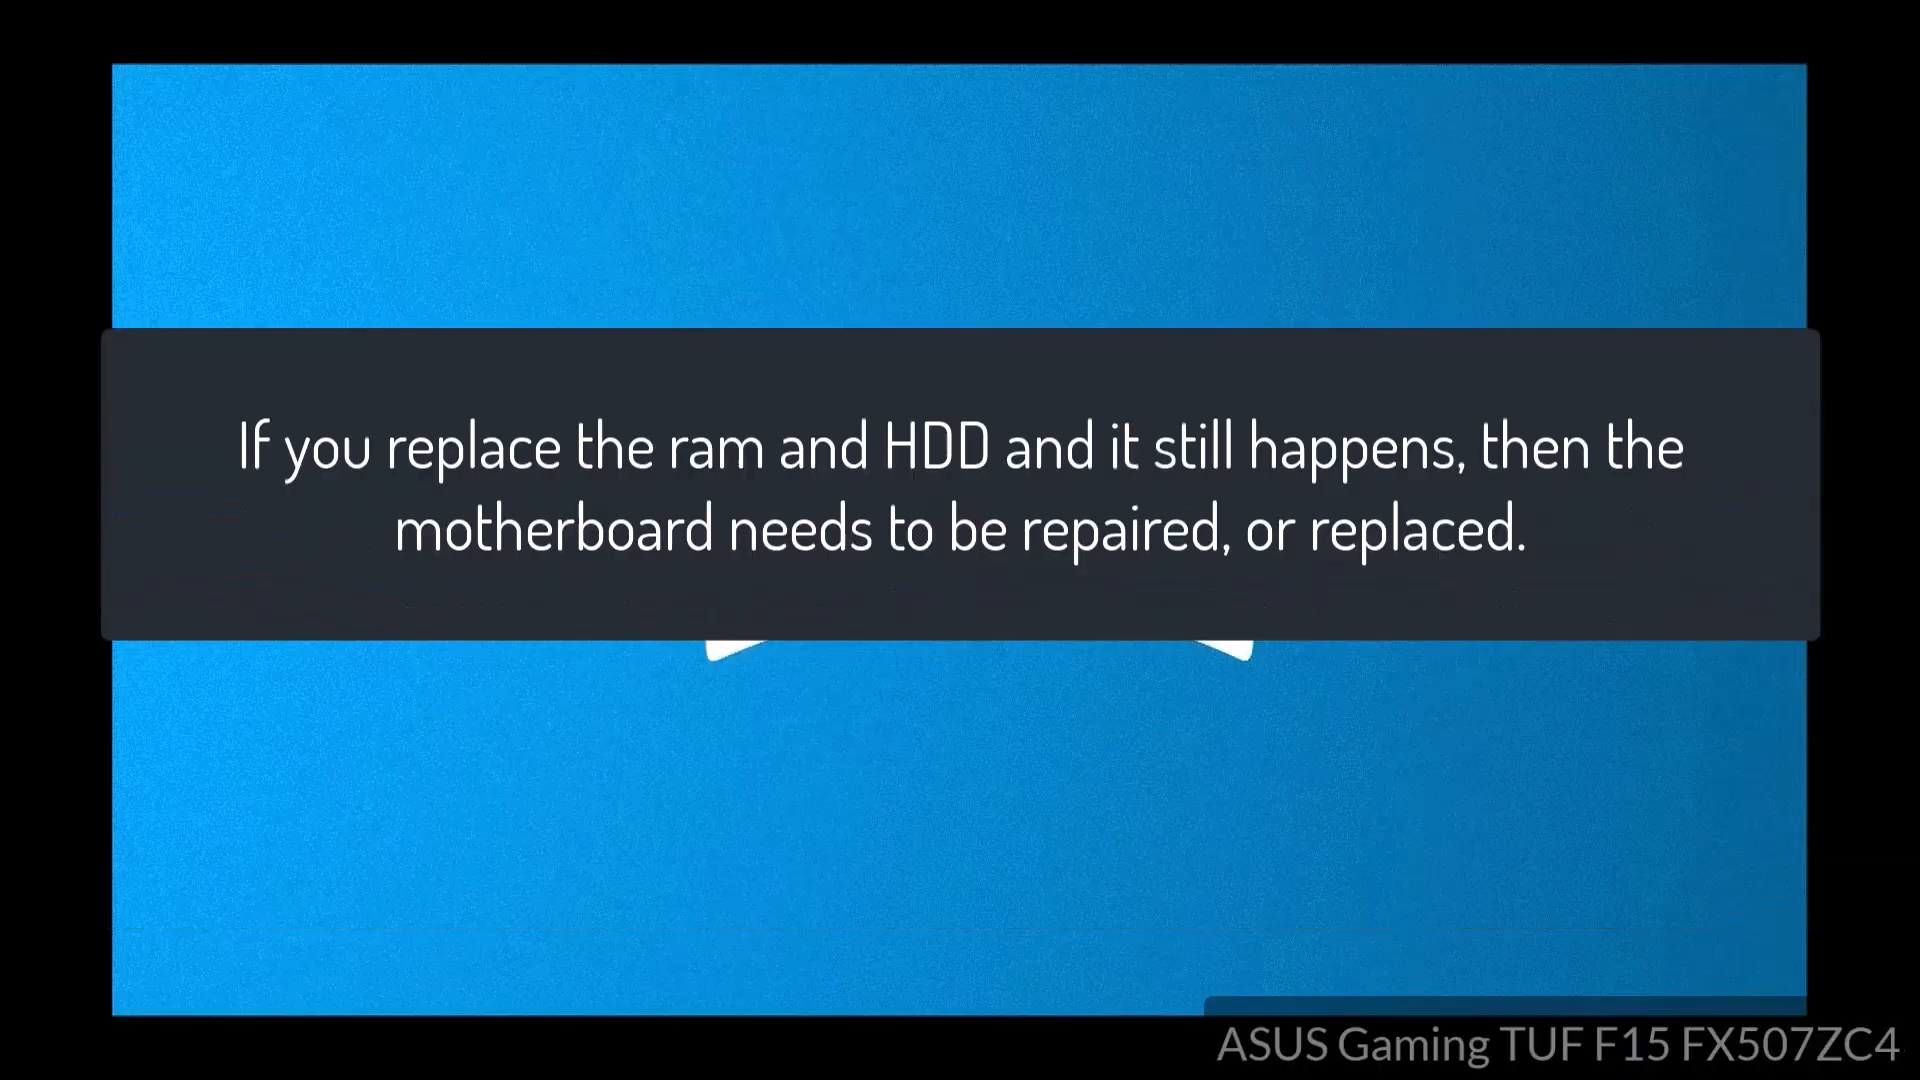 If you replace the ram and HDD and it still happens, then the
motherboard needs to be repaired, or replaced.
ASUS Gaming TUF F15 FX507ZC4